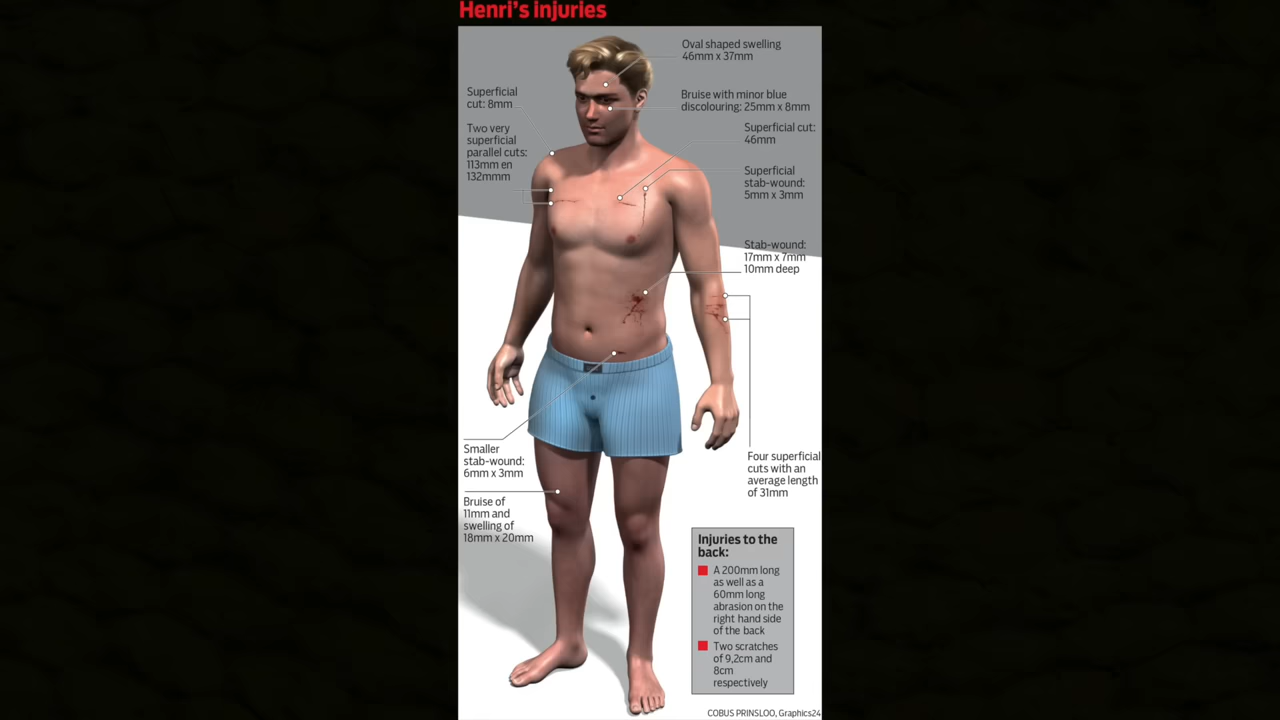 Henri's injuries
Oval shaped swelling
46mm x 37mm
Superficial
cut: 8mm
Bruise with minor blue
discolouring; 25mm x 8mm
Two very
superficial
parallel cuts:
113mm en
132mmm
Superficial cut:
46mm
Superficial
stab-wound:
5mm x 3mm
Stab-wound:
17mm x 7mm
10mm deep
Smaller
stab-wound:
6mm x 3mm
Four superficial
cuts with an
average length
of 31mm
Bruise of
11mm and
swelling of
18mm x 20mm
Injuries to the
back:
A 200mm long
as well as a
60mm long
abrasion on the
right hand side
of the back
Two scratches
of 9,2cm and
8cm
respectively
COBUS PRINSLOO, Graphics24